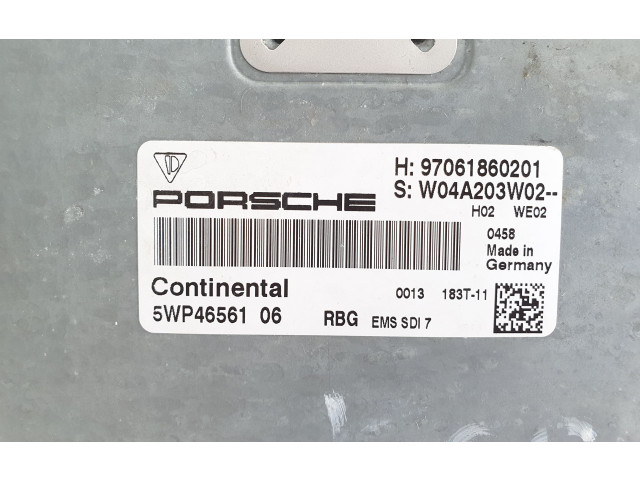 H: 97061860201
PORSCHE
S: W04A203W02--
H02 WE02
0458
Made in
Germany
Continental
0013 183T-11
5WP46561 06 RBG EMS SDI 7